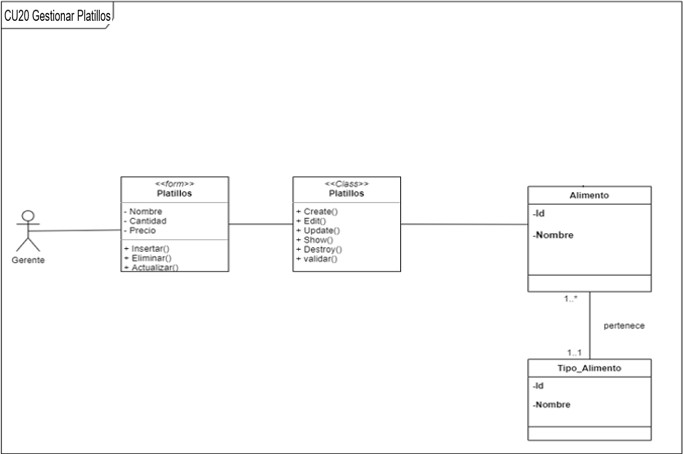 CU20 Gestionar Platillos
Gerente
<<form>>
Platillos
- Nombre
- Cantidad
- Precio
+ Insertar()
+ Eliminar()
+ Actualizar()
<<Class>>
Platillos
+ Create()
+ Edit()
+ Update()
+ Show()
+ Destroy()
+ validar()
Alimento
-Id
-Nombre
1..*
pertenece
1..1
Tipo_Alimento
-Id
-Nombre